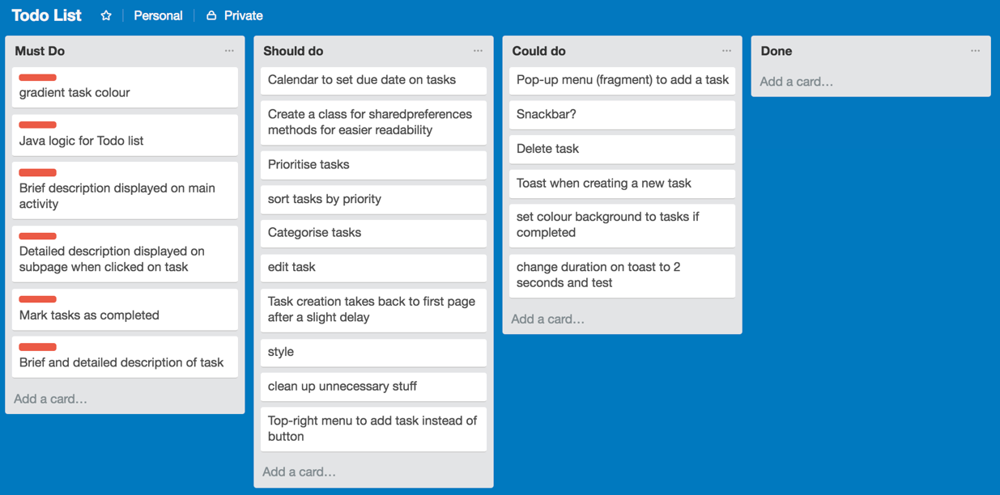 Todo List
Personal
Private
Must Do
gradient task colour
Java logic for Todo list
Brief description displayed on main
activity
Detailed description displayed on
subpage when clicked on task
Mark tasks as completed
Brief and detailed description of task
Add a card…
Should do
Calendar to set due date on tasks
Create a class for sharedpreferences
methods for easier readability
Prioritise tasks
sort tasks by priority
Categorise tasks
edit task
Task creation takes back to first page
after a slight delay
style
clean up unnecessary stuff
Top-right menu to add task instead of
button
Add a card…
Could do
Pop-up menu (fragment) to add a task
Snackbar?
Delete task
Toast when creating a new task
set colour background to tasks if
completed
change duration on toast to 2
seconds and test
Add a card…
Done
Add a card…